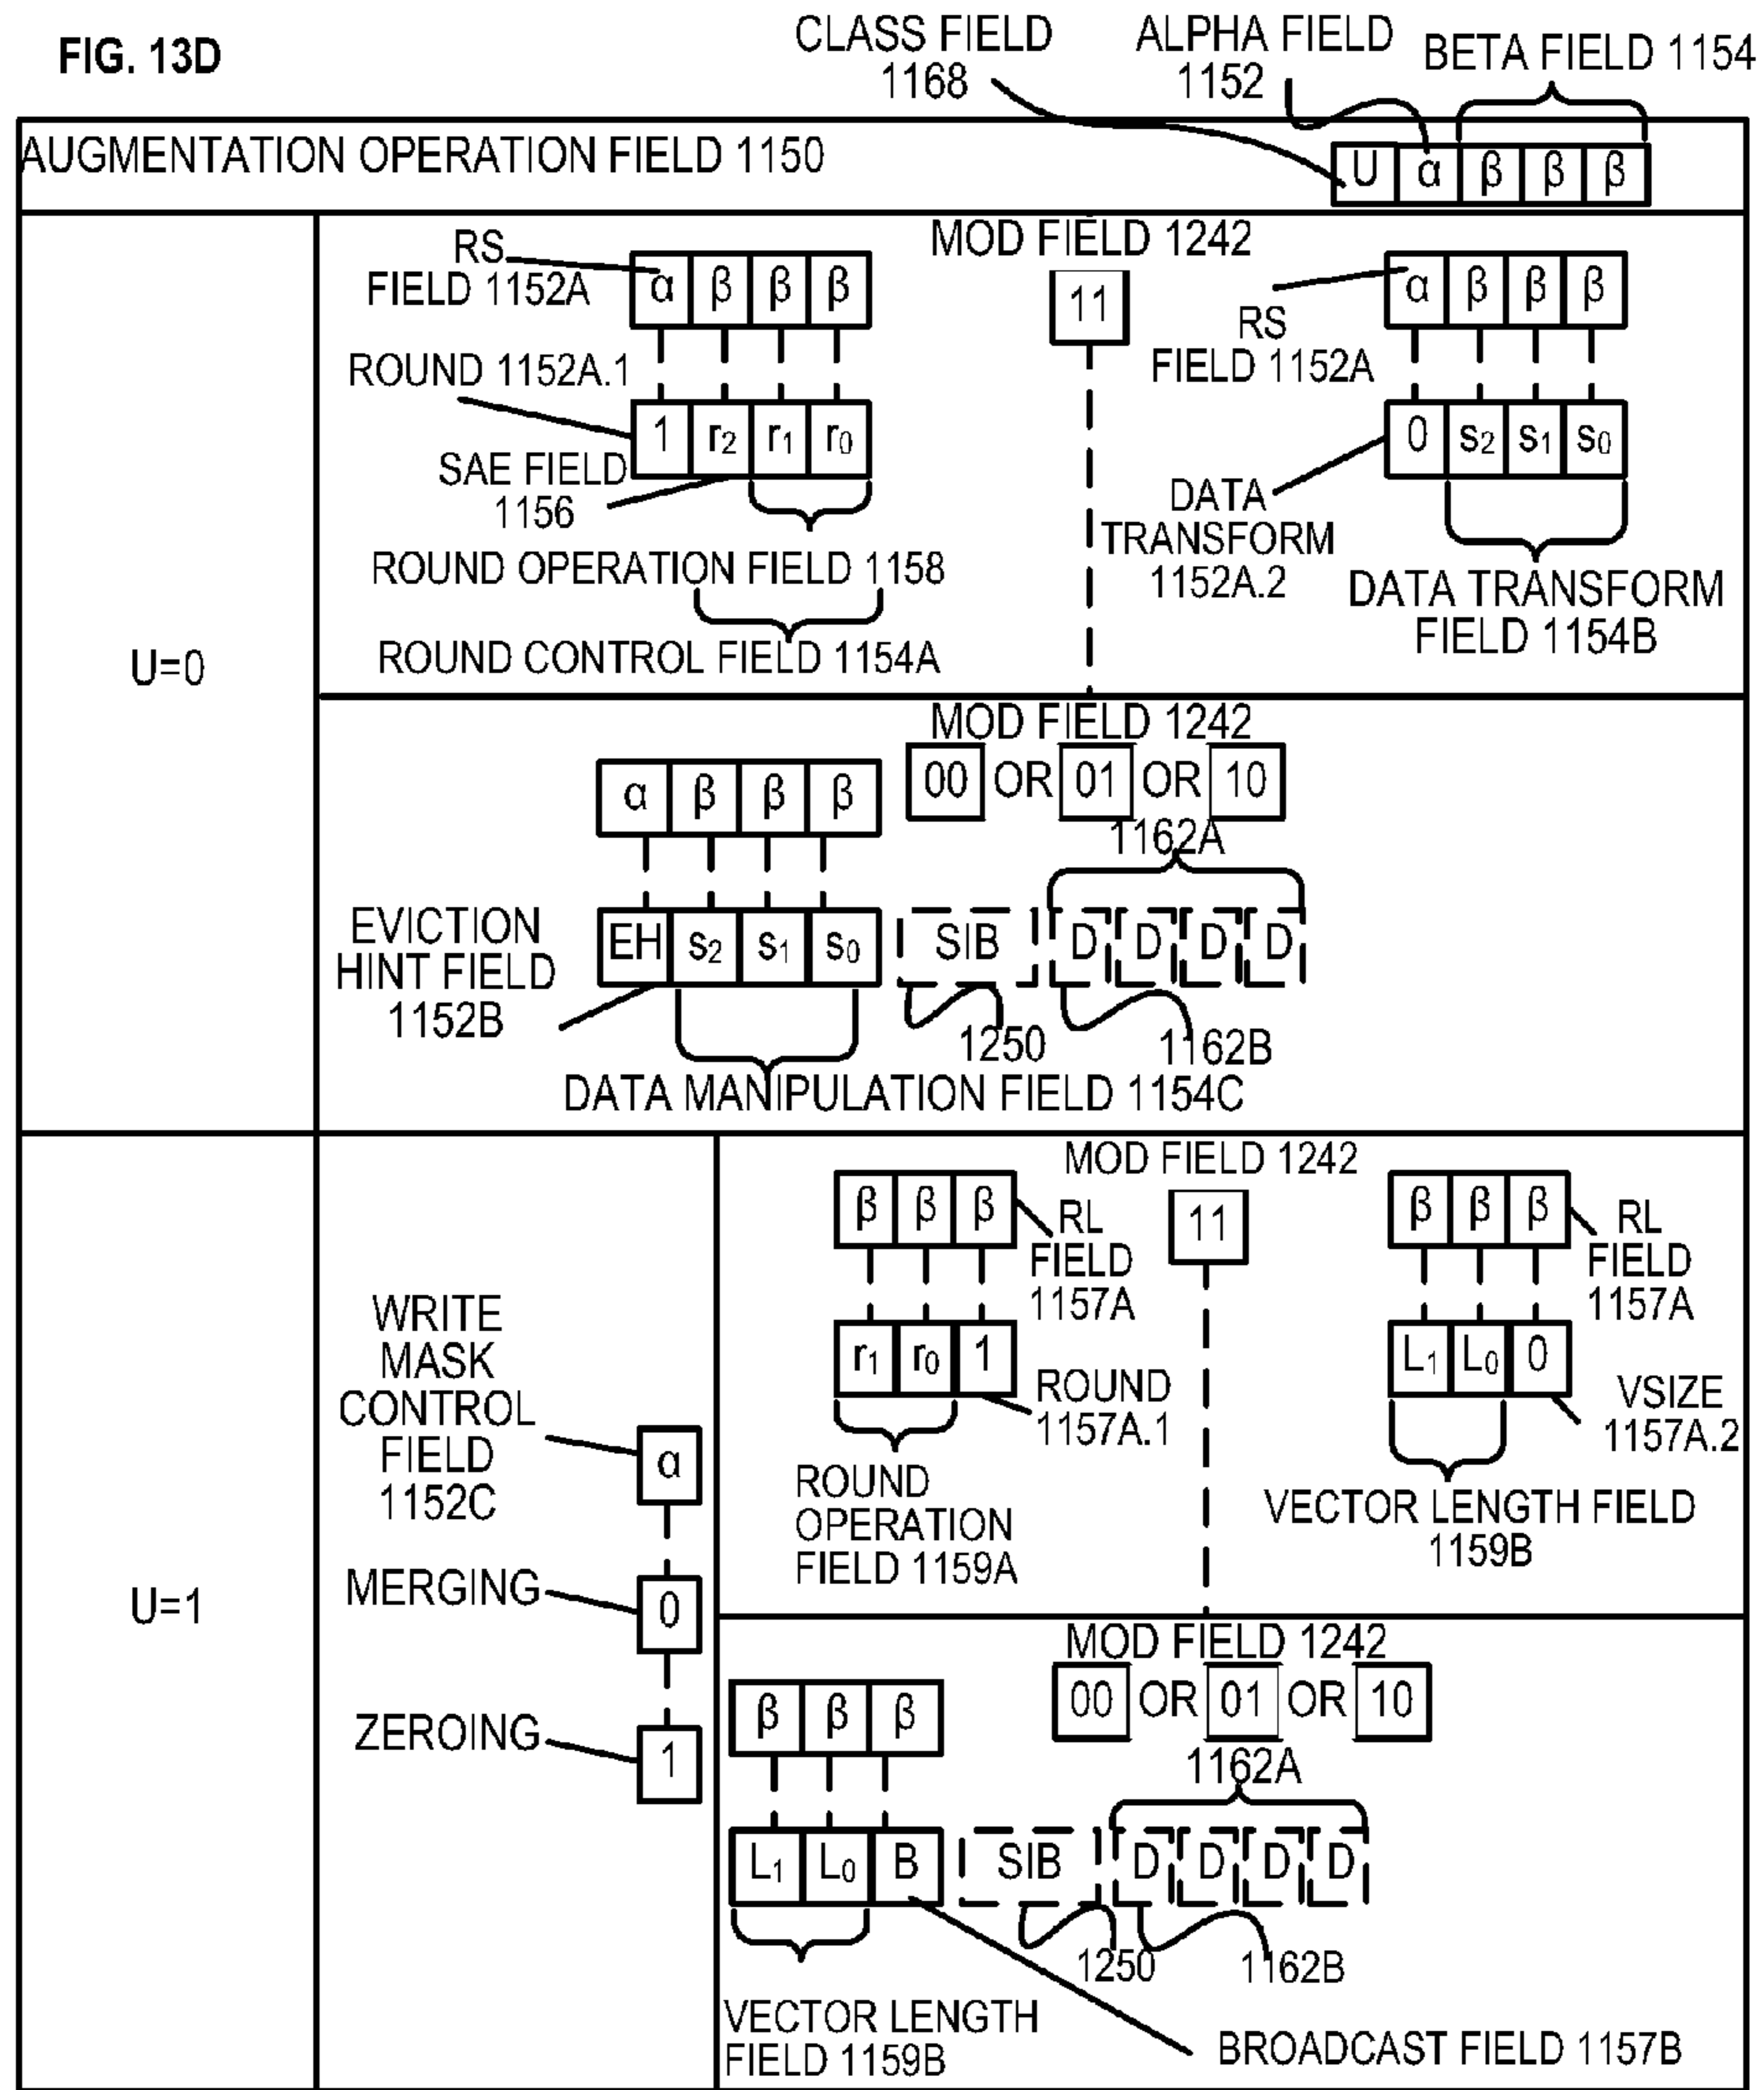 FIG. 13D
CLASS FIELD
1168
ALPHA FIELD
1152
BETA FIELD 1154
AUGMENTATION OPERATION FIELD 1150
U α β β β
U=0
MOD FIELD 1242
11
RS
FIELD 1152A
α β β β
ROUND 1152A.1
1 r2 r1 r0
SAE FIELD
1156
ROUND OPERATION FIELD 1158
ROUND CONTROL FIELD 1154A
α β β β
RS
FIELD 1152A
0 s2 s1 s0
DATA
TRANSFORM
1152A.2
DATA TRANSFORM
FIELD 1154B
MOD FIELD 1242
00 OR 01 OR 10
α β β β
1162A
EVICTION
HINT FIELD
1152B
EH s2 s1 s0 SIB D D D D
1250
1162B
DATA MANIPULATION FIELD 1154C
U=1
WRITE
MASK
CONTROL
FIELD
1152C
α
MERGING
0
ZEROING
1
MOD FIELD 1242
11
β β β
RL
FIELD
1157A
r1 r0 1
ROUND
1157A.1
ROUND
OPERATION
FIELD 1159A
β β β
RL
FIELD
1157A
L1 L0 0
VSIZE
1157A.2
VECTOR LENGTH FIELD
1159B
MOD FIELD 1242
00 OR 01 OR 10
β β β
1162A
L1 L0 B SIB D D D D
1250
1162B
VECTOR LENGTH
FIELD 1159B
BROADCAST FIELD 1157B